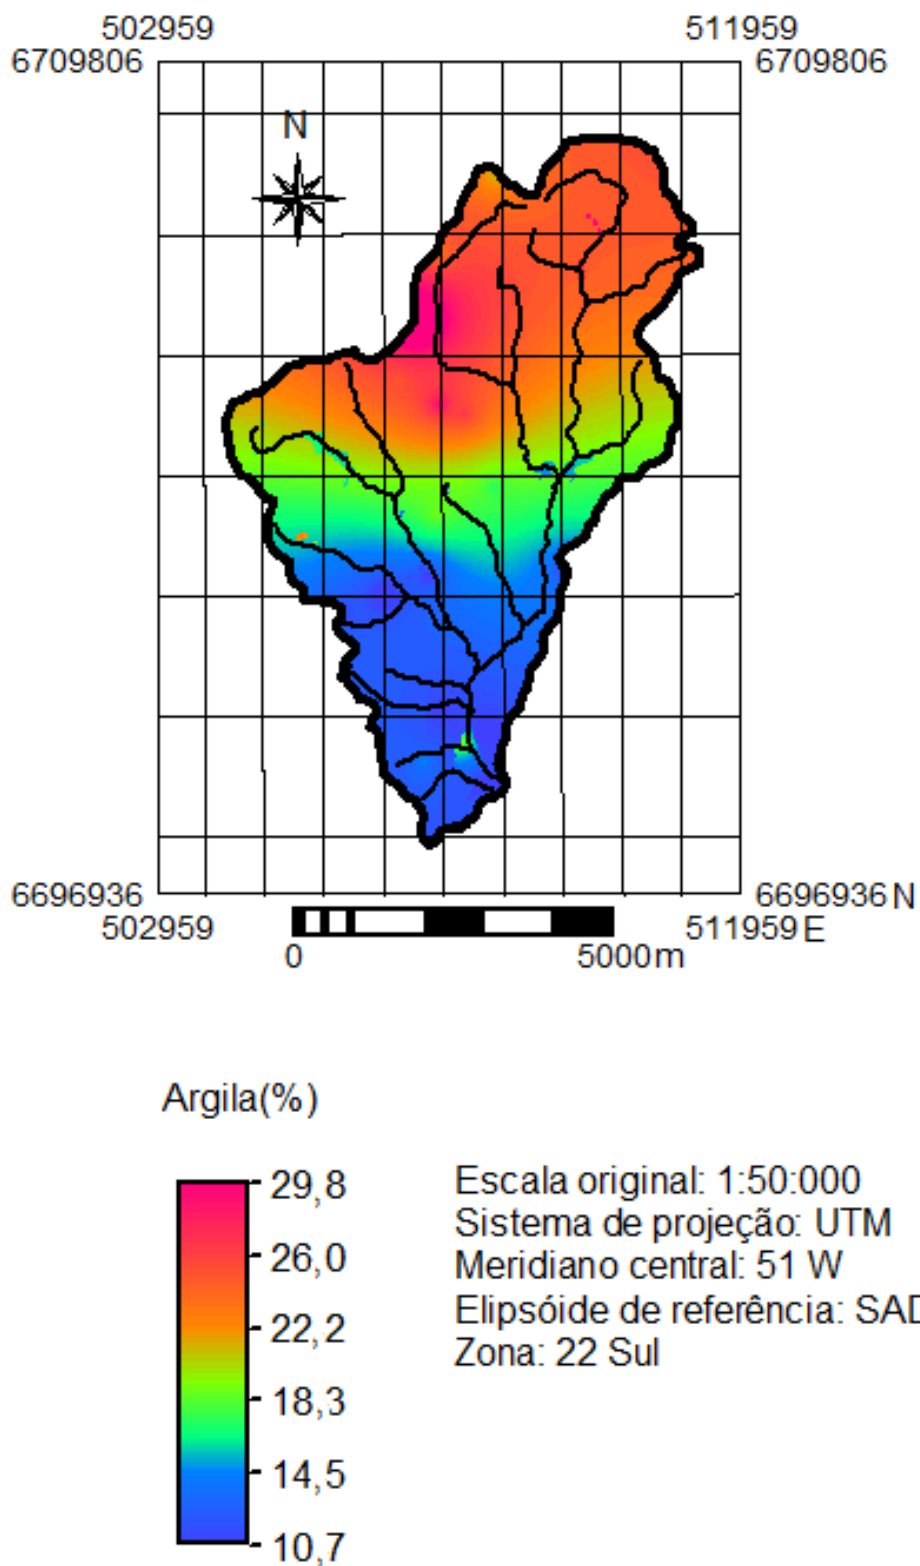 502959 511959
6709806 6709806
N
6696936 6696936 N
502959 511959 E
0 5000m
Argila(%)
29,8
26,0
22,2
18,3
14,5
10,7
Escala original: 1:50:000
Sistema de projeção: UTM
Meridiano central: 51 W
Elipsóide de referência: SAD
Zona: 22 Sul